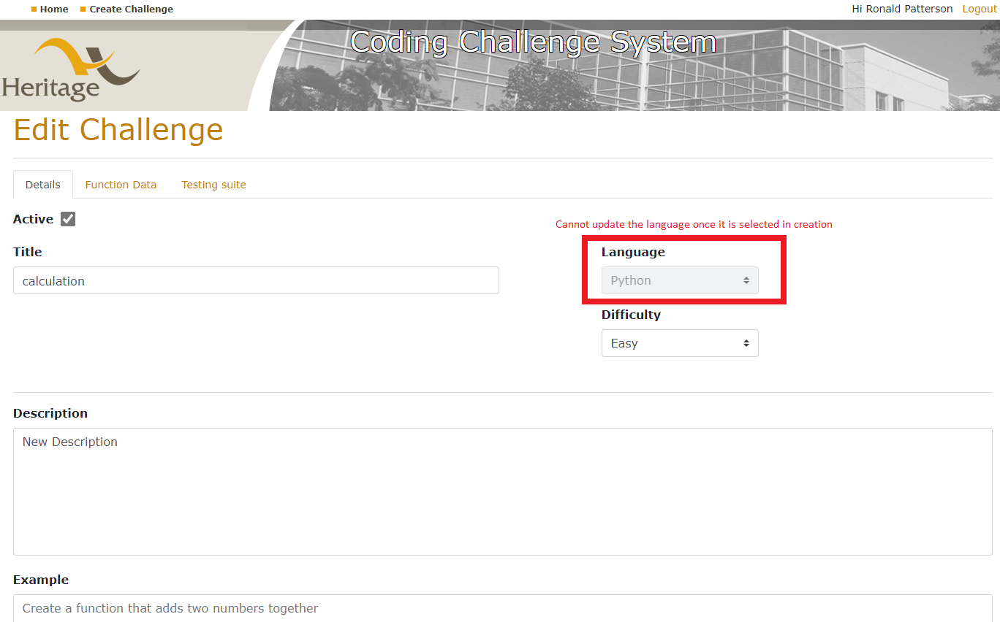 Home Create Challenge Hi Ronald Patterson Logout
Coding Challenge System
Heritage
Edit Challenge
Details Function Data Testing suite
Active
Cannot update the language once it is selected in creation
Title
calculation
Language
Python
Difficulty
Easy
Description
New Description
Example
Create a function that adds two numbers together